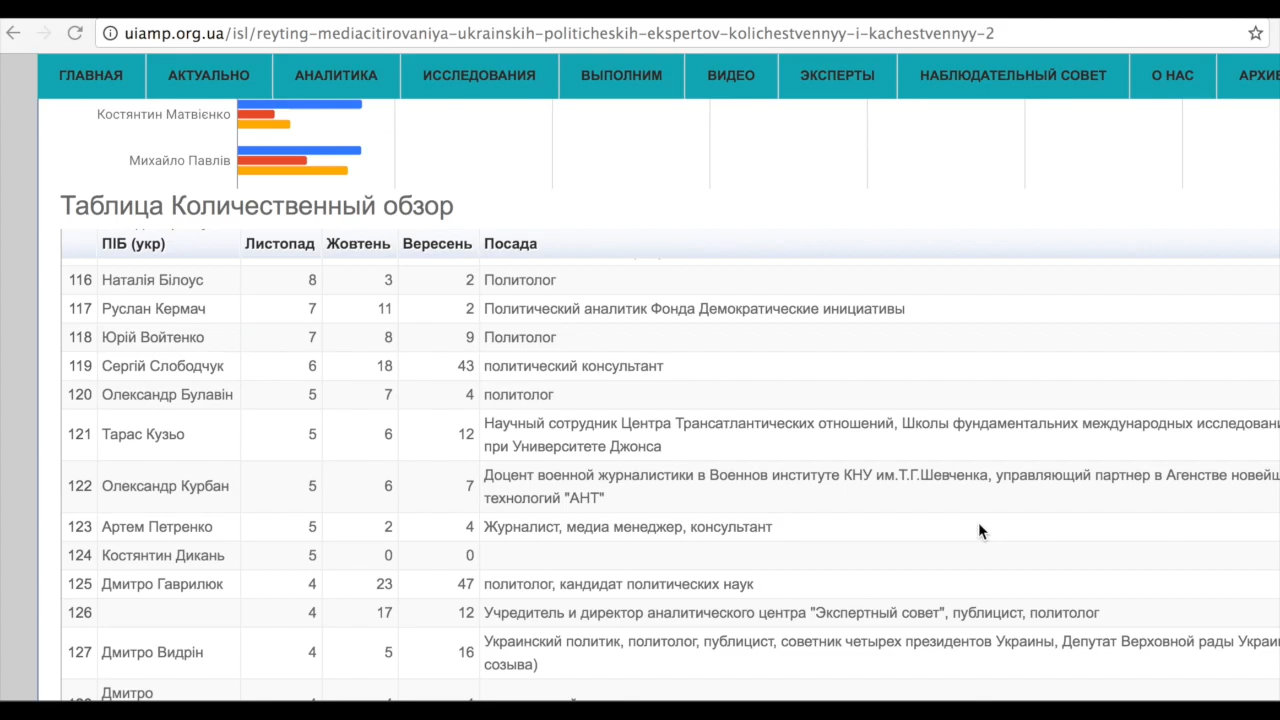 uiamp.org.ua/isl/reyting-mediacitirovaniya-ukrainskih-politicheskih-ekspertov-kolichestvennyy-i-kachestvennyy-2
ГЛАВНАЯ АКТУАЛЬНО АНАЛИТИКА ИССЛЕДОВАНИЯ ВЫПОЛНИМ ВИДЕО ЭКСПЕРТЫ НАБЛЮДАТЕЛЬНЫЙ СОВЕТ О НАС АРХИВ
Костянтин Матвієнко
Михайло Павлів
Таблица Количественный обзор
ПІБ (укр) Листопад Жовтень Вересень Посада
116 Наталія Білоус 8 3 2 Политолог
117 Руслан Кермач 7 11 2 Политический аналитик Фонда Демократические инициативы
118 Юрій Войтенко 7 8 9 Политолог
119 Сергій Слободчук 6 18 43 политический консультант
120 Олександр Булавін 5 7 4 политолог
121 Тарас Кузьо 5 6 12 Научный сотрудник Центра Трансатлантических отношений, Школы фундаментальних международных исследовани
при Университете Джонса
122 Олександр Курбан 5 6 7 Доцент военной журналистики в Военнов институте КНУ им.Т.Г.Шевченка, управляющий партнер в Агенстве новейш
технологий "АНТ"
123 Артем Петренко 5 2 4 Журналист, медиа менеджер, консультант
124 Костянтин Дикань 5 0 0
125 Дмитро Гаврилюк 4 23 47 политолог, кандидат политических наук
126 4 17 12 Учредитель и директор аналитического центра "Экспертный совет", публицист, политолог
127 Дмитро Видрін 4 5 16 Украинский политик, политолог, публицист, советник четырех президентов Украины, Депутат Верховной рады Украин
созыва)
Дмитро